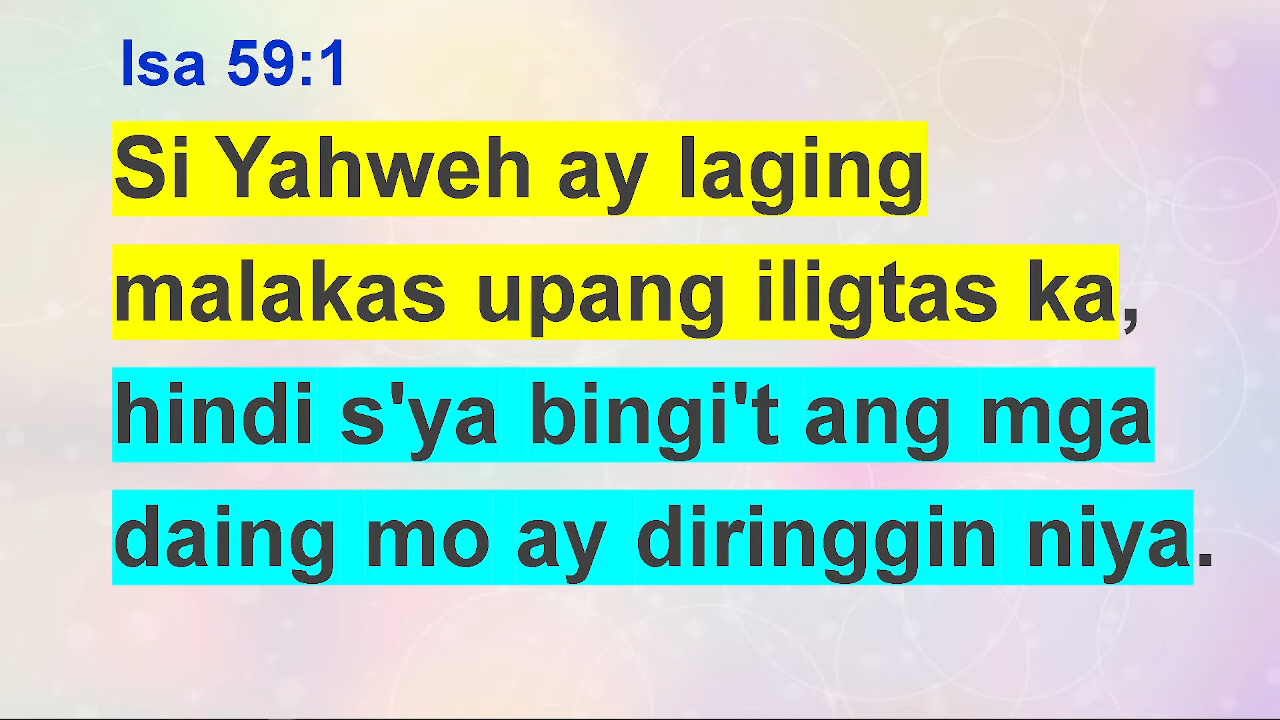 Isa 59:1
Si Yahweh ay laging
malakas upang iligtas ka,
hindi s'ya bingi't ang mga
daing mo ay diringgin niya.